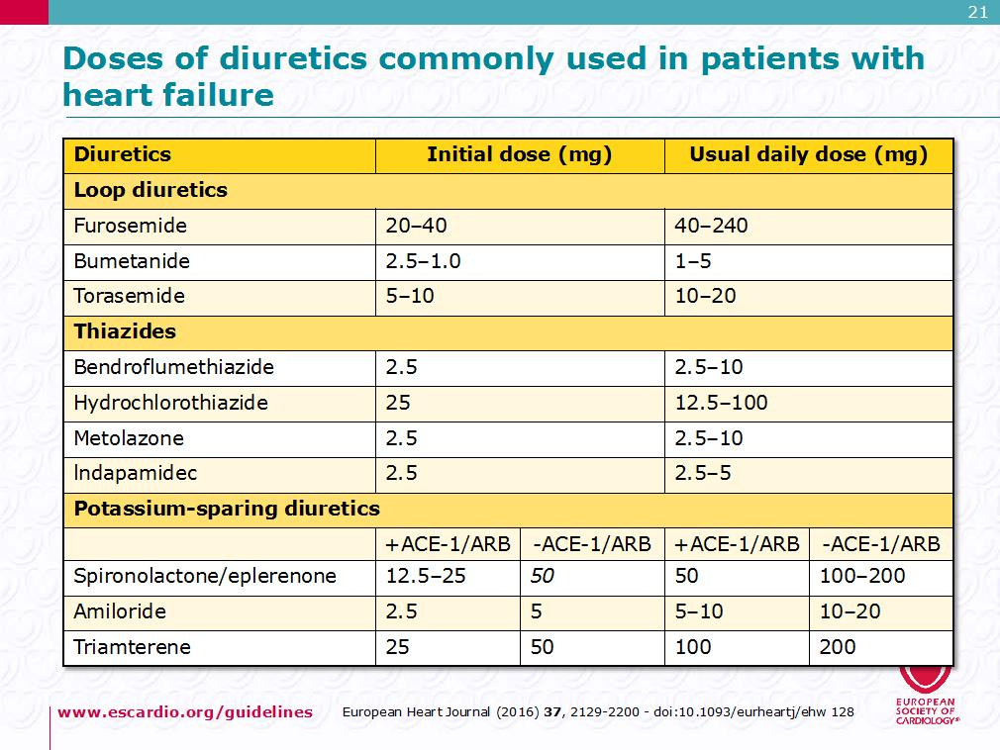 21
Doses of diuretics commonly used in patients with
heart failure
Diuretics Initial dose (mg) Usual daily dose (mg)
Loop diuretics
Furosemide 20–40 40–240
Bumetanide 2.5–1.0 1–5
Torasemide 5–10 10–20
Thiazides
Bendroflumethiazide 2.5 2.5–10
Hydrochlorothiazide 25 12.5–100
Metolazone 2.5 2.5–10
Indapamidec 2.5 2.5–5
Potassium-sparing diuretics
+ACE-1/ARB -ACE-1/ARB +ACE-1/ARB -ACE-1/ARB
Spironolactone/eplerenone 12.5–25 50 50 100–200
Amiloride 2.5 5 5–10 10–20
Triamterene 25 50 100 200
www.escardio.org/guidelines European Heart Journal (2016) 37, 2129-2200 - doi:10.1093/eurheartj/ehw 128
EUROPEAN
SOCIETY OF
CARDIOLOGY®